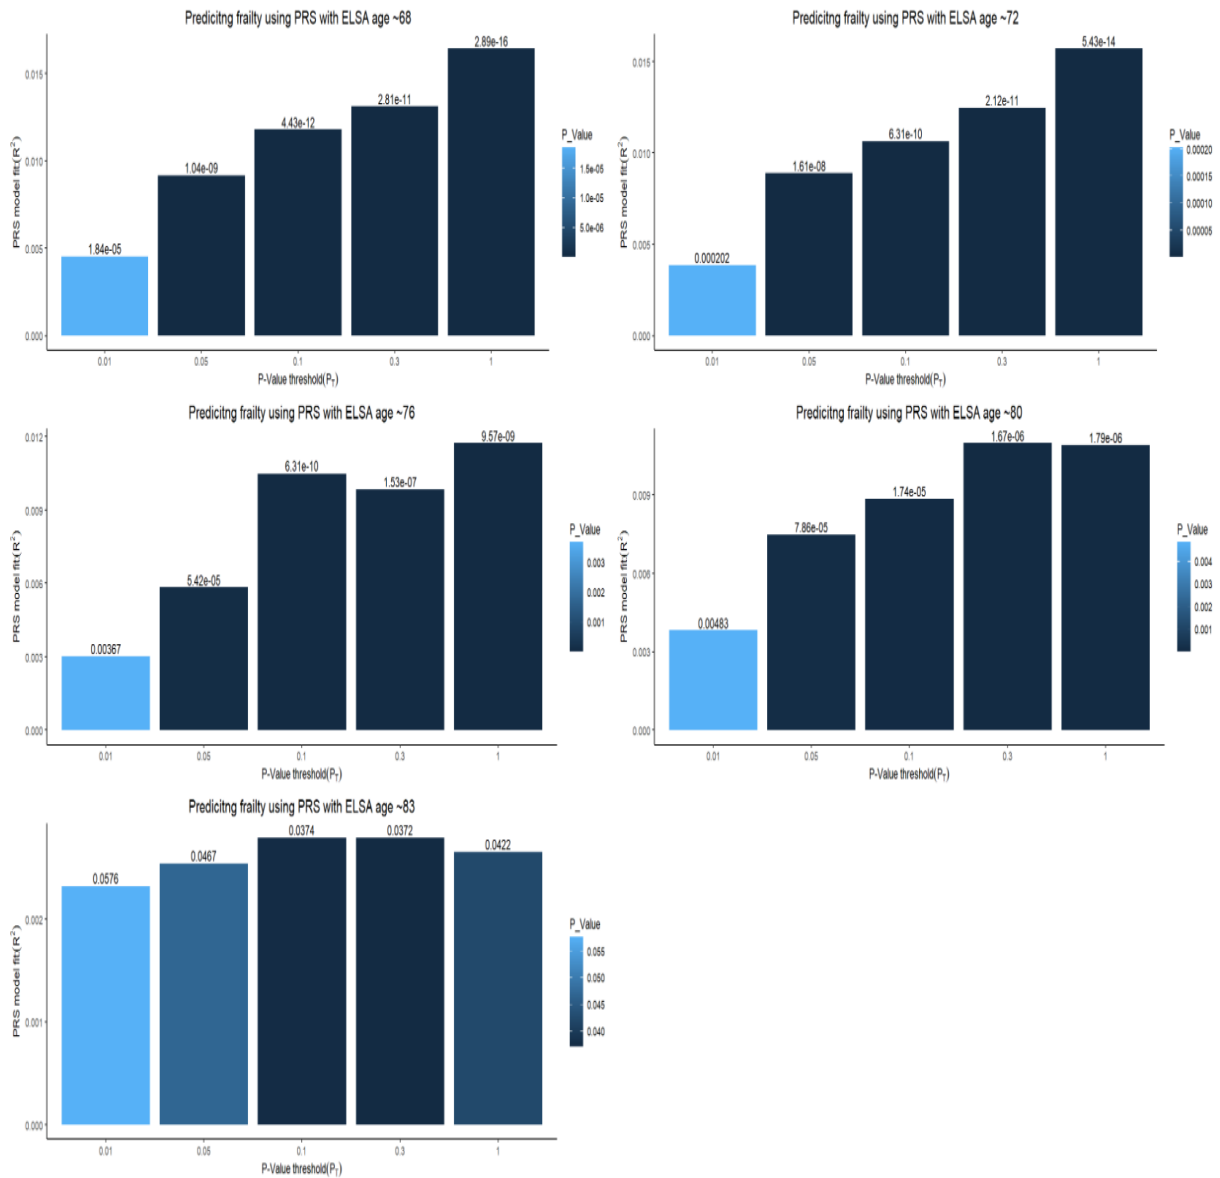 Predicitng frailty using PRS with ELSA age ~68
PRS model fit(R²)
0.015
0.010
0.005
0.000
1.84e-05
1.04e-09
4.43e-12
2.81e-11
2.89e-16
0.01
0.05
0.1
0.3
1
P-Value threshold(P_T)
P_Value
1.5e-05
1.0e-05
5.0e-06
Predicitng frailty using PRS with ELSA age ~72
PRS model fit(R²)
0.015
0.010
0.005
0.000
0.000202
1.61e-08
6.31e-10
2.12e-11
5.43e-14
0.01
0.05
0.1
0.3
1
P-Value threshold(P_T)
P_Value
0.00020
0.00015
0.00010
0.00005
Predicitng frailty using PRS with ELSA age ~76
PRS model fit(R²)
0.012
0.009
0.006
0.003
0.000
0.00367
5.42e-05
6.31e-10
1.53e-07
9.57e-09
0.01
0.05
0.1
0.3
1
P-Value threshold(P_T)
P_Value
0.003
0.002
0.001
Predicitng frailty using PRS with ELSA age ~80
PRS model fit(R²)
0.009
0.006
0.003
0.000
0.00483
7.86e-05
1.74e-05
1.67e-06
1.79e-06
0.01
0.05
0.1
0.3
1
P-Value threshold(P_T)
P_Value
0.004
0.003
0.002
0.001
Predicitng frailty using PRS with ELSA age ~83
PRS model fit(R²)
0.002
0.001
0.000
0.0576
0.0467
0.0374
0.0372
0.0422
0.01
0.05
0.1
0.3
1
P-Value threshold(P_T)
P_Value
0.055
0.050
0.045
0.040